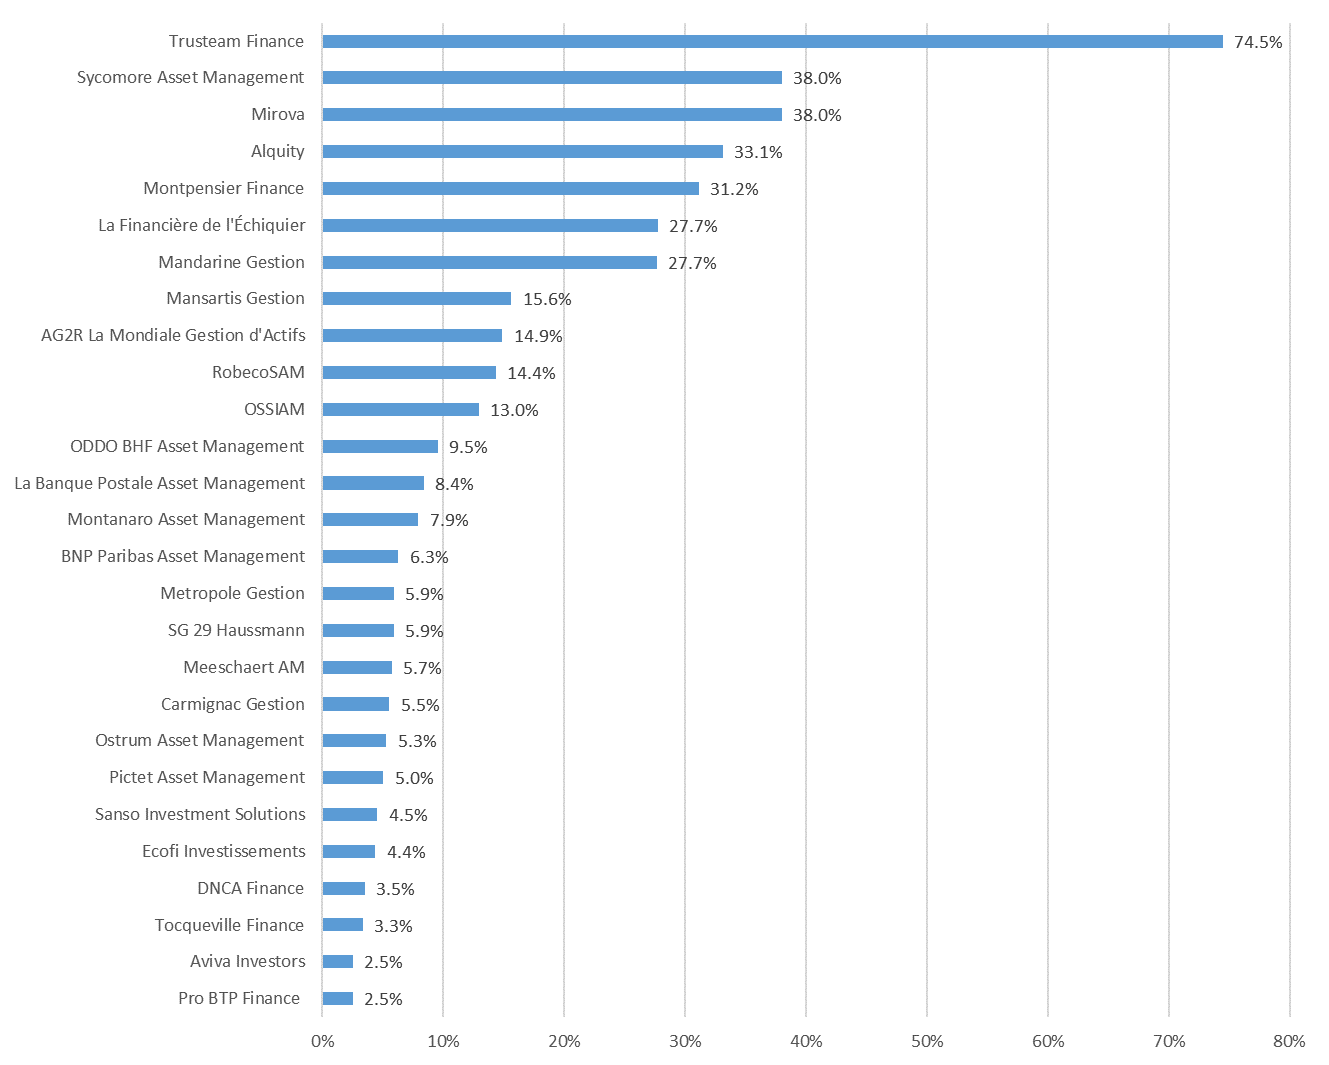 Trusteam Finance 74.5%
Sycomore Asset Management 38.0%
Mirova 38.0%
Alquity 33.1%
Montpensier Finance 31.2%
La Financière de l'Échiquier 27.7%
Mandarine Gestion 27.7%
Mansartis Gestion 15.6%
AG2R La Mondiale Gestion d'Actifs 14.9%
RobecoSAM 14.4%
OSSIAM 13.0%
ODDO BHF Asset Management 9.5%
La Banque Postale Asset Management 8.4%
Montanaro Asset Management 7.9%
BNP Paribas Asset Management 6.3%
Metropole Gestion 5.9%
SG 29 Haussmann 5.9%
Meeschaert AM 5.7%
Carmignac Gestion 5.5%
Ostrum Asset Management 5.3%
Pictet Asset Management 5.0%
Sanso Investment Solutions 4.5%
Ecofi Investissements 4.4%
DNCA Finance 3.5%
Tocqueville Finance 3.3%
Aviva Investors 2.5%
Pro BTP Finance 2.5%
0% 10% 20% 30% 40% 50% 60% 70% 80%